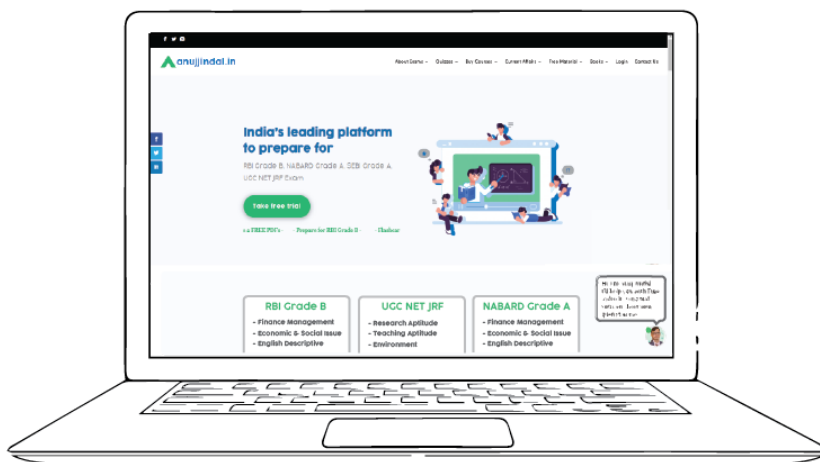 anujjindal.in
About Exams Quizzes Buy Courses Current Affairs Free Material Books Login Contact Us
India's leading platform
to prepare for
RBI Grade B, NABARD Grade A, SEBI Grade A,
UGC NET JRF Exam
Take free trial
FREE PDFs Prepare for RBI Grade B
RBI Grade B
- Finance Management
- Economic & Social Issue
- English Descriptive
UGC NET JRF
- Research Aptitude
- Teaching Aptitude
- Environment
NABARD Grade A
- Finance Management
- Economic & Social Issue
- English Descriptive